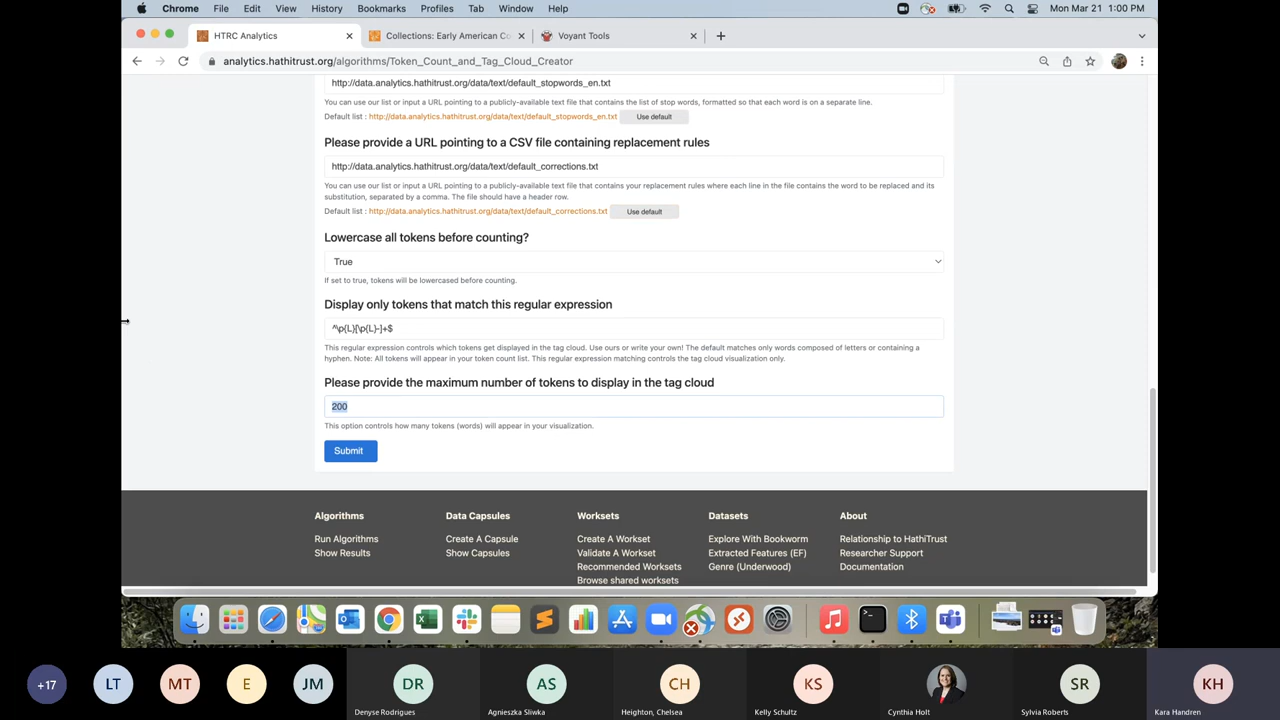 Chrome File Edit View History Bookmarks Profiles Tab Window Help Mon Mar 21 1:00 PM
HTRC Analytics Collections: Early American Co Voyant Tools
analytics.hathitrust.org/algorithms/Token_Count_and_Tag_Cloud_Creator
http://data.analytics.hathitrust.org/data/text/default_stopwords_en.txt
You can use our list or input a URL pointing to a publicly-available text file that contains the list of stop words, formatted so that each word is on a separate line.
Default list : http://data.analytics.hathitrust.org/data/text/default_stopwords_en.txt Use default
Please provide a URL pointing to a CSV file containing replacement rules
http://data.analytics.hathitrust.org/data/text/default_corrections.txt
You can use our list or input a URL pointing to a publicly-available text file that contains your replacement rules where each line in the file contains the word to be replaced and its
substitution, separated by a comma. The file should have a header row.
Default list : http://data.analytics.hathitrust.org/data/text/default_corrections.txt Use default
Lowercase all tokens before counting?
True
If set to true, tokens will be lowercased before counting.
Display only tokens that match this regular expression
^\p{L}[\p{L}-]+$
This regular expression controls which tokens get displayed in the tag cloud. Use ours or write your own! The default matches only words composed of letters or containing a
hyphen. Note: All tokens will appear in your token count list. This regular expression matching controls the tag cloud visualization only.
Please provide the maximum number of tokens to display in the tag cloud
200
This option controls how many tokens (words) will appear in your visualization.
Submit
Algorithms Data Capsules Worksets Datasets About
Run Algorithms Create A Capsule Create A Workset Explore With Bookworm Relationship to HathiTrust
Show Results Show Capsules Validate A Workset Extracted Features (EF) Researcher Support
Recommended Worksets Genre (Underwood) Documentation
Browse shared worksets
+17 LT MT E JM DR AS CH KS SR KH
Denyse Rodrigues Agnieszka Sliwka Heighton, Chelsea Kelly Schultz Cynthia Holt Sylvia Roberts Kara Handren